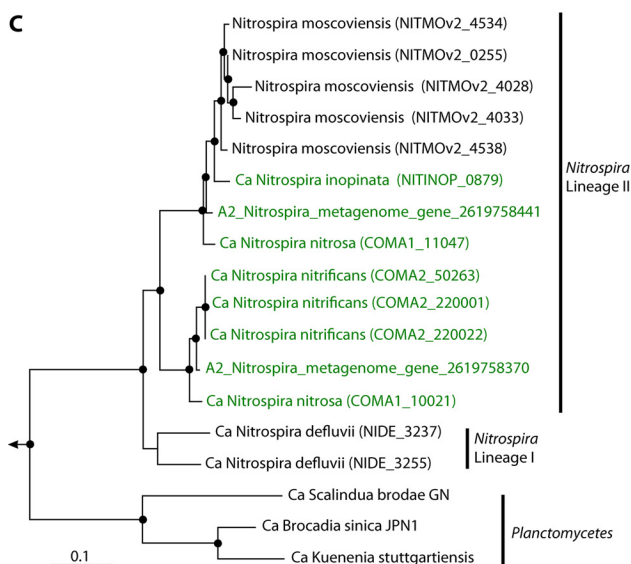 C
Nitrospira moscoviensis (NITMOv2_4534)
Nitrospira moscoviensis (NITMOv2_0255)
Nitrospira moscoviensis (NITMOv2_4028)
Nitrospira moscoviensis (NITMOv2_4033)
Nitrospira moscoviensis (NITMOv2_4538)
Ca Nitrospira inopinata (NITINOP_0879)
A2_Nitrospira_metagenome_gene_2619758441
Ca Nitrospira nitrosa (COMA1_11047)
Nitrospira
Lineage II
Ca Nitrospira nitrificans (COMA2_50263)
Ca Nitrospira nitrificans (COMA2_220001)
Ca Nitrospira nitrificans (COMA2_220022)
A2_Nitrospira_metagenome_gene_2619758370
Ca Nitrospira nitrosa (COMA1_10021)
Ca Nitrospira defluvii (NIDE_3237)
Ca Nitrospira defluvii (NIDE_3255)
Nitrospira
Lineage I
Ca Scalindua brodae GN
Ca Brocadia sinica JPN1
Ca Kuenenia stuttgartiensis
Planctomycetes
0.1